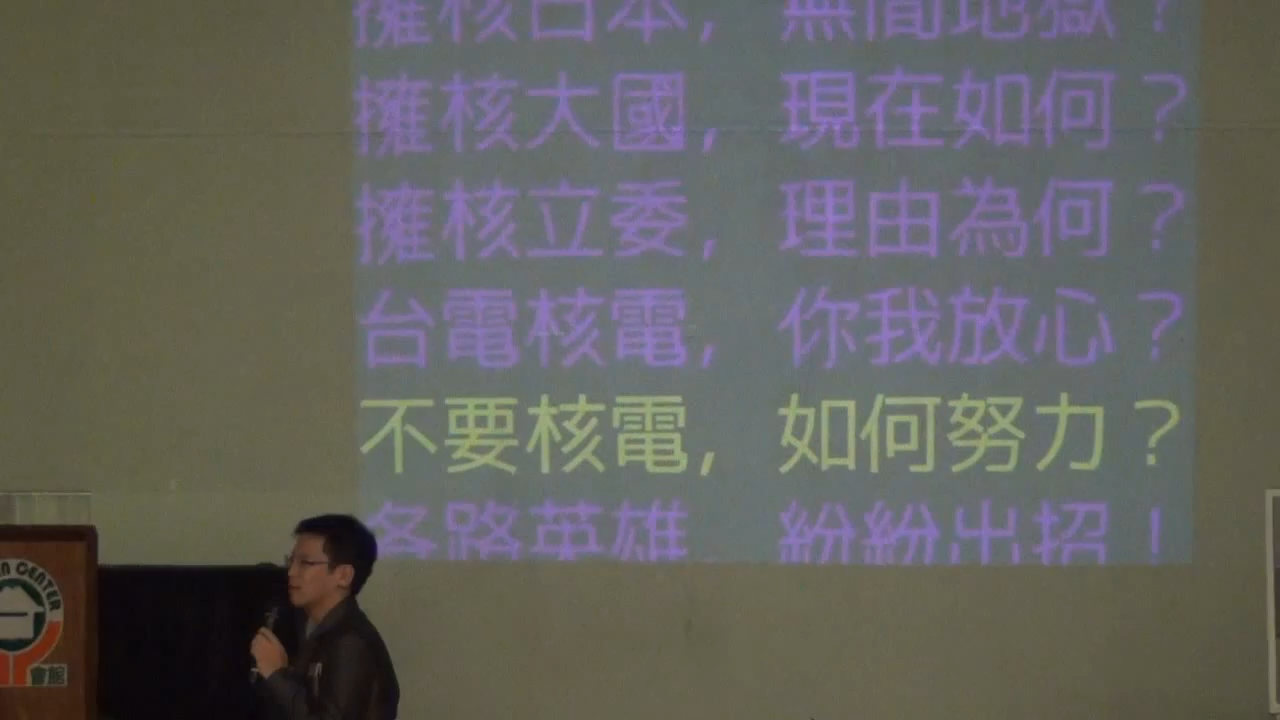 擁核日本，無間地獄？
擁核大國，現在如何？
擁核立委，理由為何？
台電核電，你我放心？
不要核電，如何努力？
各路英雄，紛紛出招！
N CENTER
會館